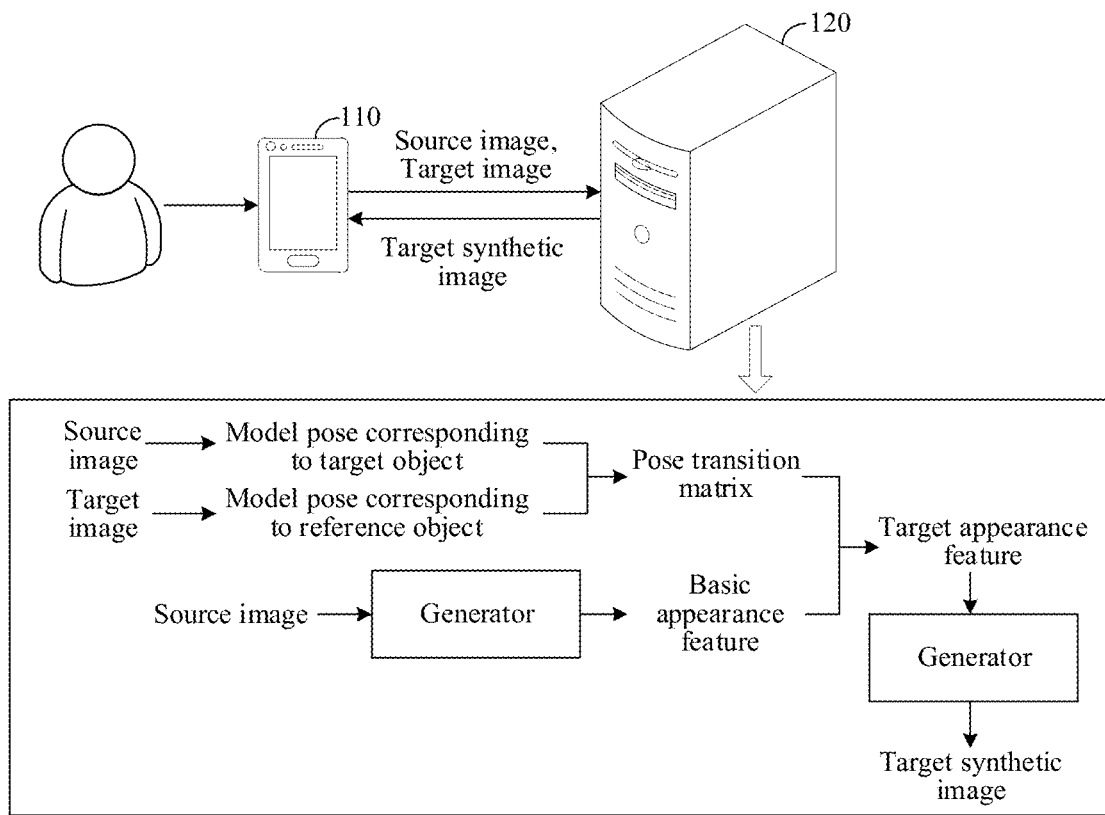 120
110
Source image,
Target image
Target synthetic
image
Source
image
Model pose corresponding
to target object
Pose transition
matrix
Target
image
Model pose corresponding
to reference object
Target appearance
feature
Source image
Generator
Basic
appearance
feature
Generator
Target synthetic
image